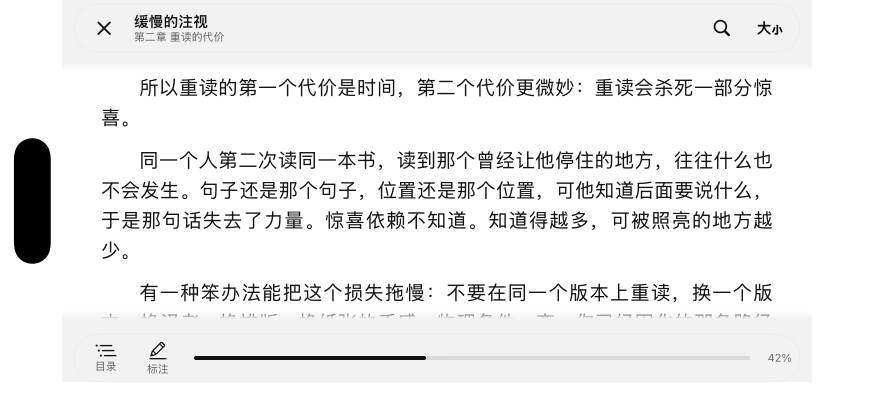 缓慢的注视
第二章 重读的代价
大小
所以重读的第一个代价是时间，第二个代价更微妙：重读会杀死一部分惊
喜。
同一个人第二次读同一本书，读到那个曾经让他停住的地方，往往什么也
不会发生。句子还是那个句子，位置还是那个位置，可他知道后面要说什么，
于是那句话失去了力量。惊喜依赖不知道。知道得越多，可被照亮的地方越
少。
有一种笨办法能把这个损失拖慢：不要在同一个版本上重读，换一个版
目录
标注
42%